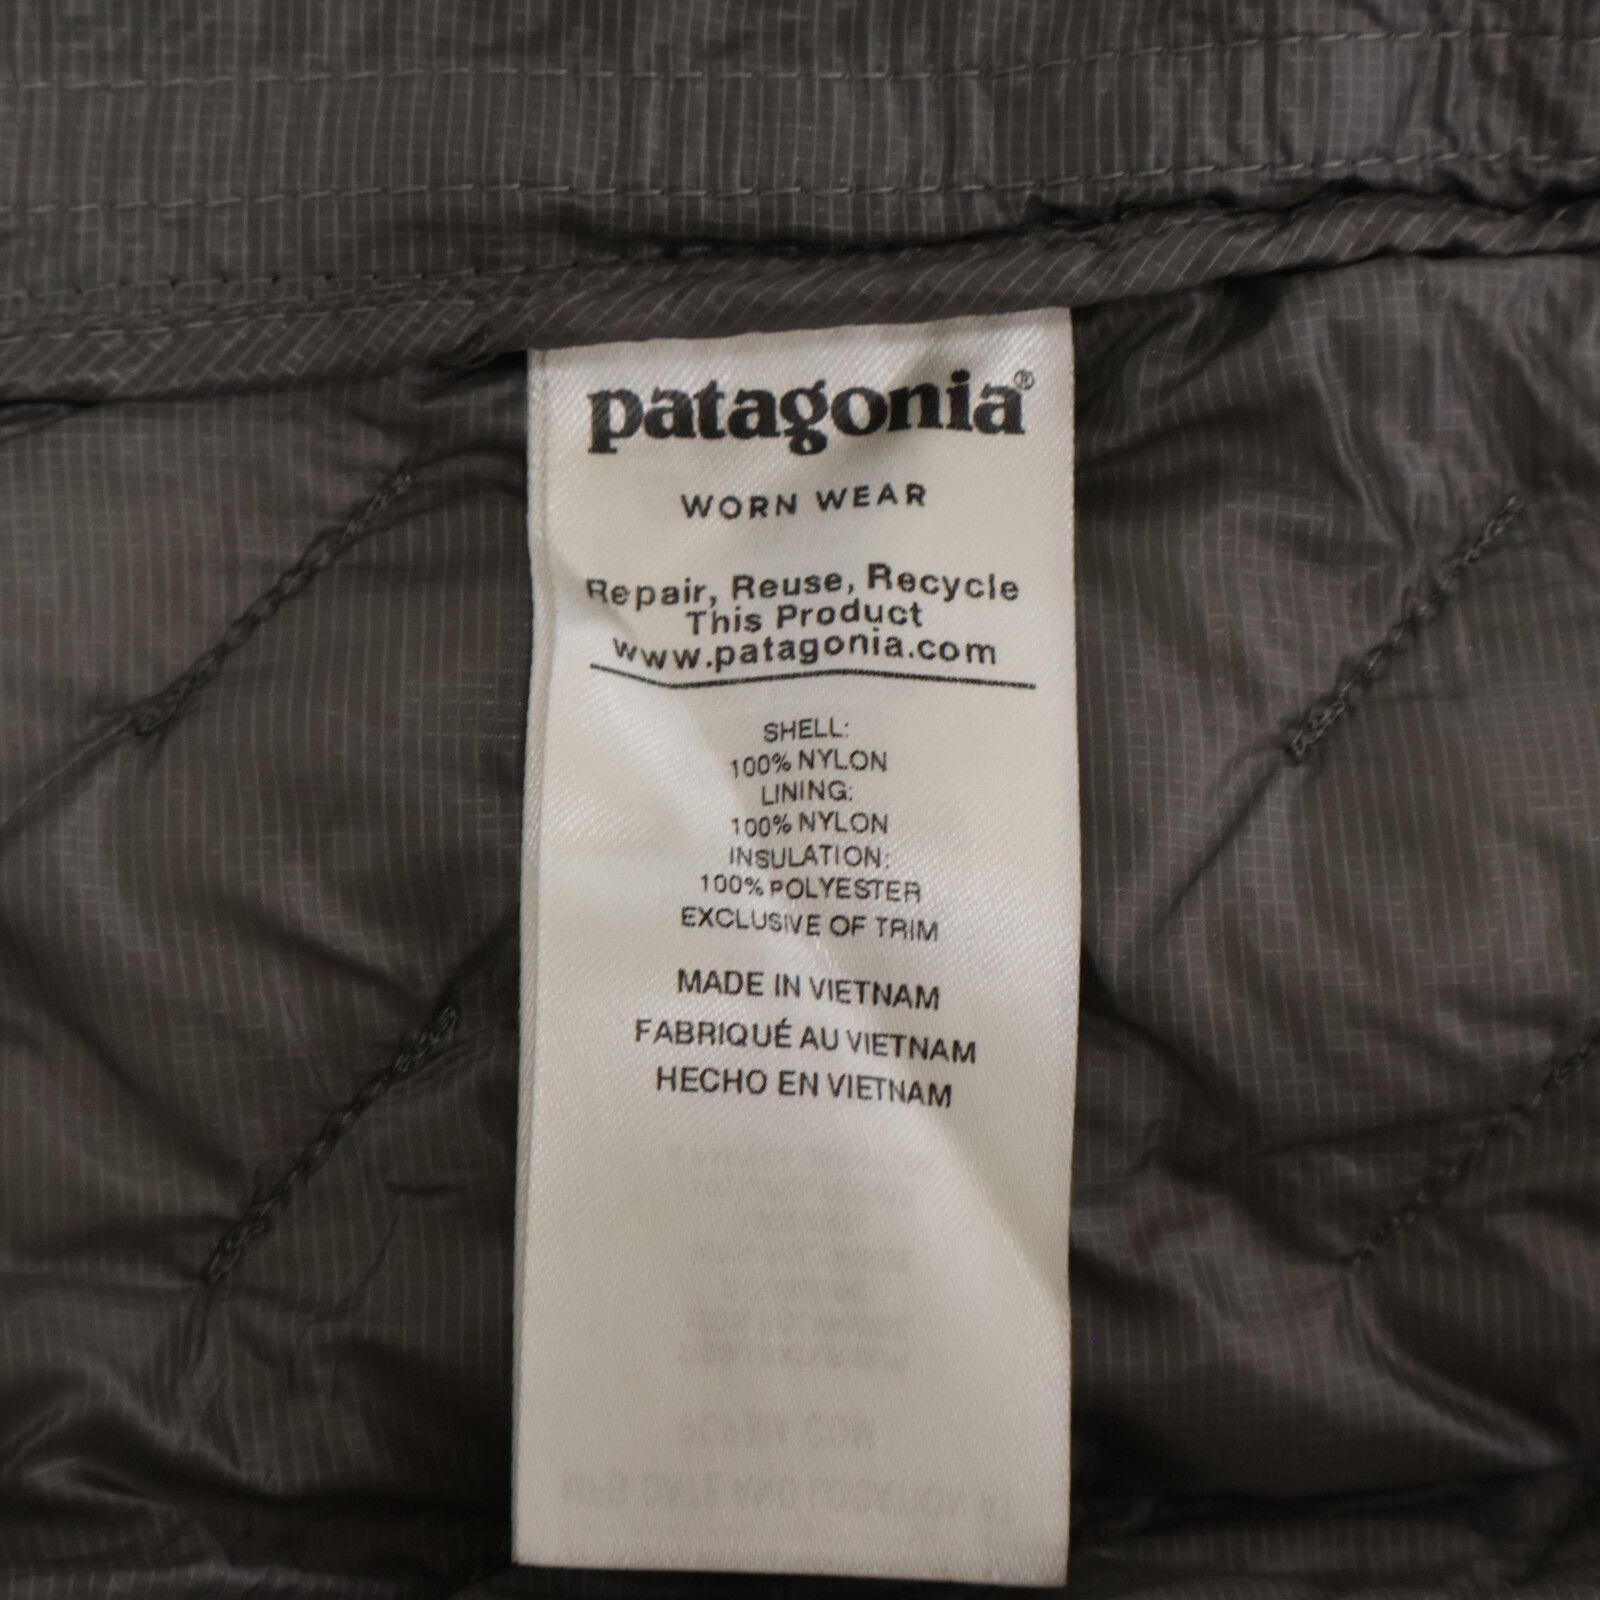 patagonia®
WORN WEAR
Repair, Reuse, Recycle
This Product
www.patagonia.com
SHELL:
100% NYLON
LINING:
100% NYLON
INSULATION:
100% POLYESTER
EXCLUSIVE OF TRIM
MADE IN VIETNAM
FABRIQUÉ AU VIETNAM
HECHO EN VIETNAM